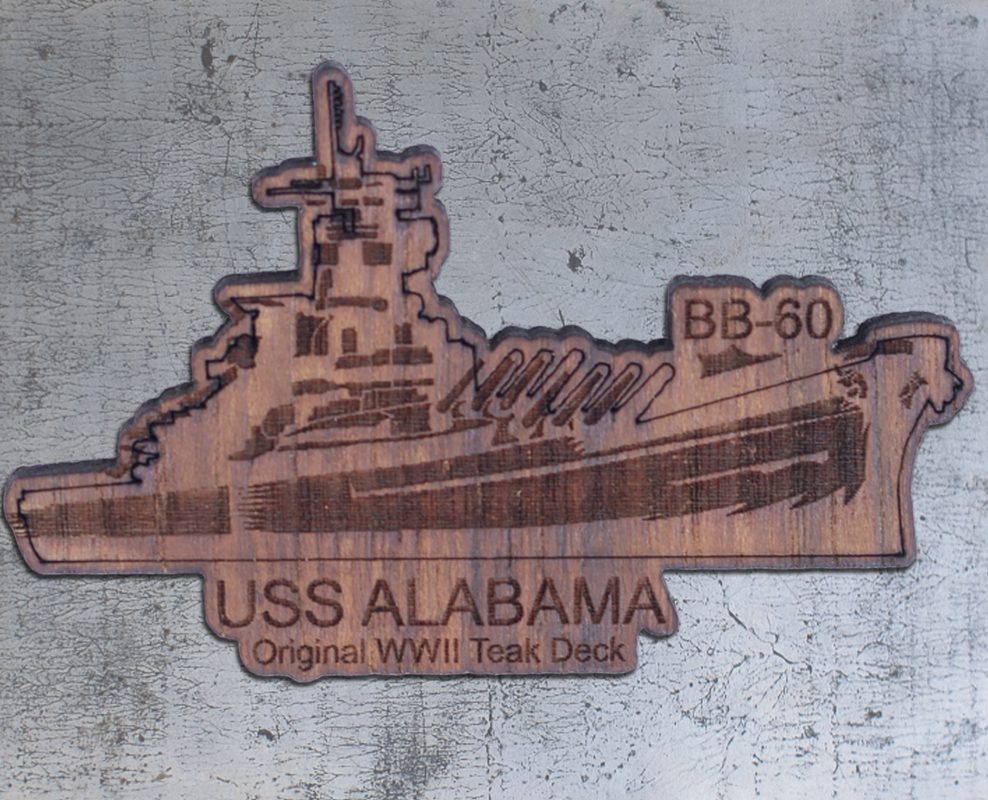 BB-60
USS ALABAMA
Original WWII Teak Deck